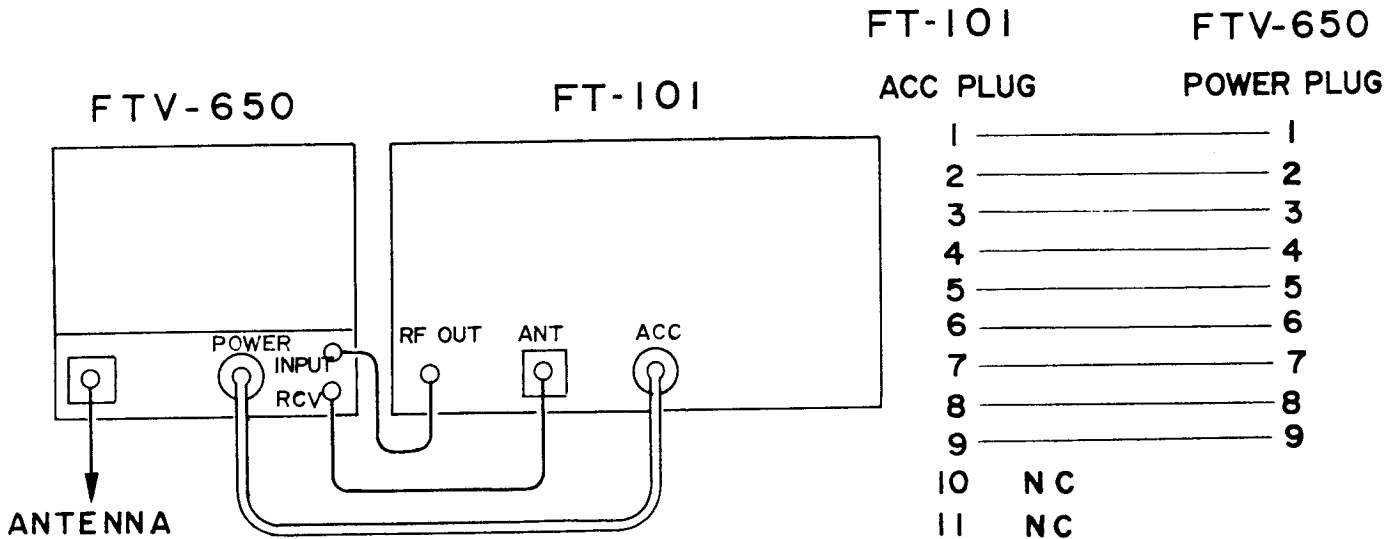 FTV-650
FT-101
POWER
INPUT
RCV
RF OUT
ANT
ACC
ANTENNA
FT-101 FTV-650
ACC PLUG POWER PLUG
1 1
2 2
3 3
4 4
5 5
6 6
7 7
8 8
9 9
10 NC
11 NC